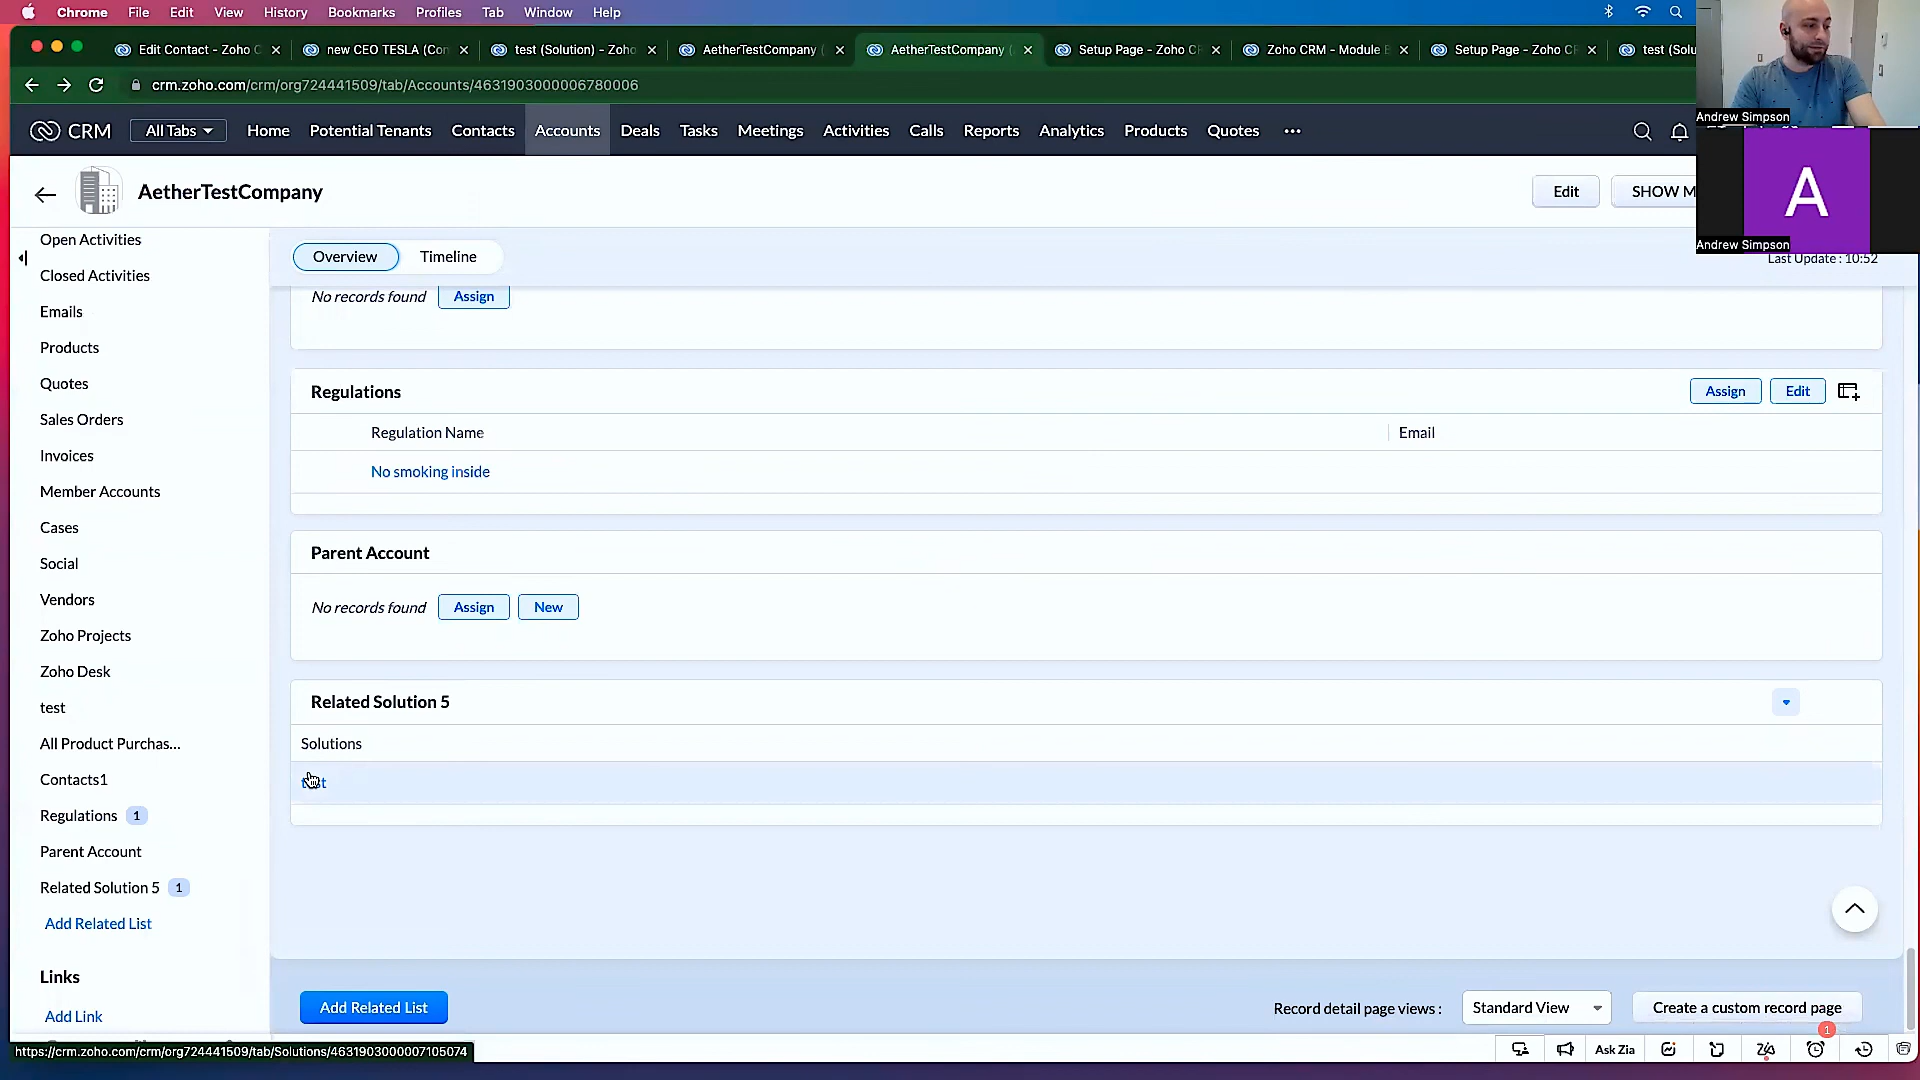 Chrome File Edit View History Bookmarks Profiles Tab Window Help
Edit Contact - Zoho C
new CEO TESLA (Con
test (Solution) - Zoho
AetherTestCompany (
AetherTestCompany (
Setup Page - Zoho CF
Zoho CRM - Module B
Setup Page - Zoho CF
test (Solu
crm.zoho.com/crm/org724441509/tab/Accounts/4631903000006780006
CRM All Tabs Home Potential Tenants Contacts Accounts Deals Tasks Meetings Activities Calls Reports Analytics Products Quotes
Andrew Simpson
A
Andrew Simpson
AetherTestCompany
Edit SHOW M
Overview Timeline
Last Update : 10:52
Open Activities
Closed Activities
Emails
Products
Quotes
Sales Orders
Invoices
Member Accounts
Cases
Social
Vendors
Zoho Projects
Zoho Desk
test
All Product Purchas...
Contacts1
Regulations 1
Parent Account
Related Solution 5 1
Add Related List
Links
Add Link
No records found Assign
Regulations
Assign Edit
Regulation Name Email
No smoking inside
Parent Account
No records found Assign New
Related Solution 5
Solutions
test
Add Related List
Record detail page views : Standard View Create a custom record page
1
Ask Zia
https://crm.zoho.com/crm/org724441509/tab/Solutions/4631903000007105074